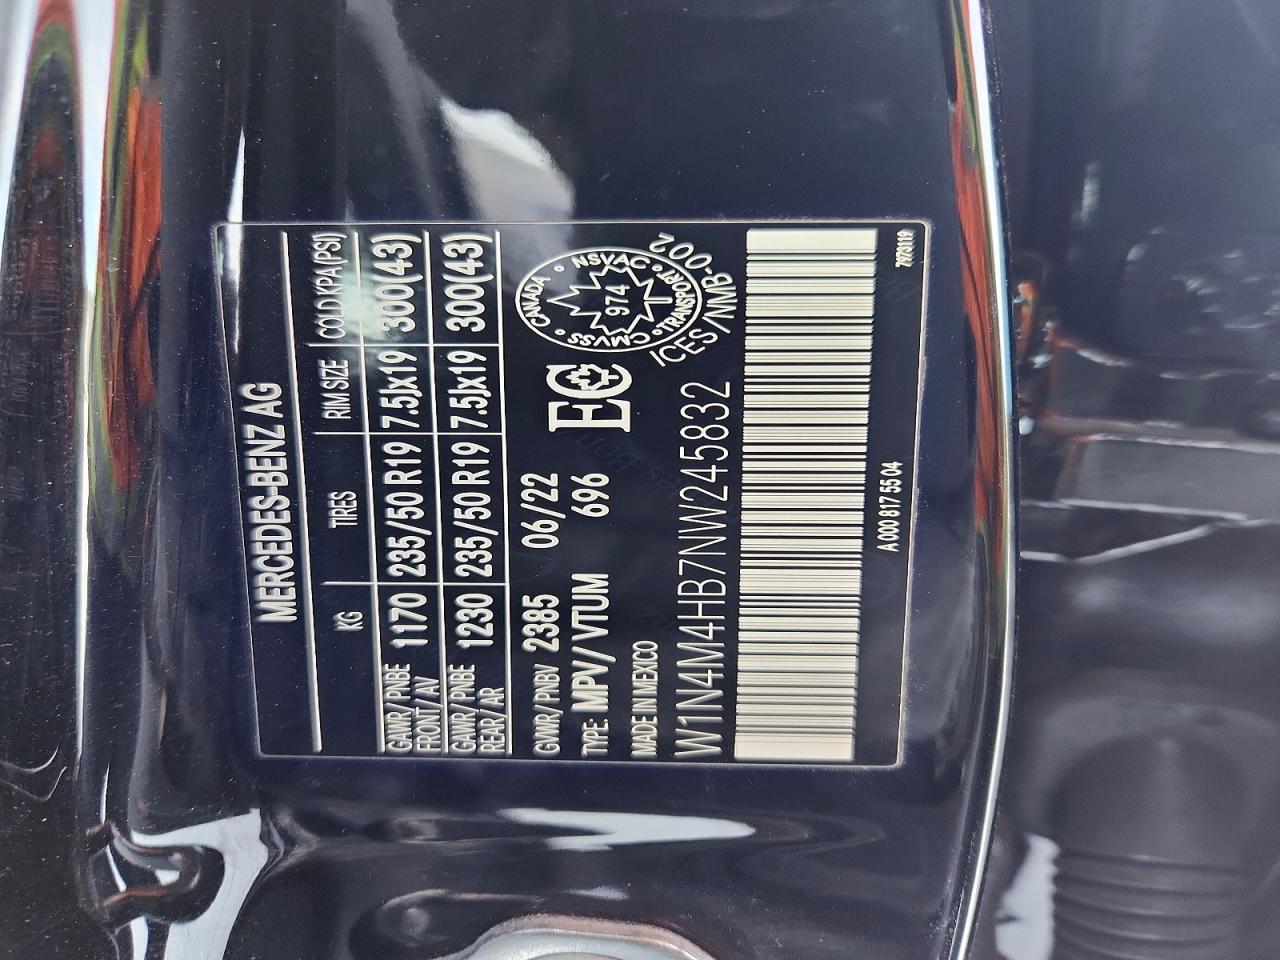 MERCEDES-BENZ AG
KG TIRES RIM SIZE COLD KPA(PSI)
GAWR/PNBE FRONT/AV 1170 235/50 R19 7.5Jx19 300(43)
GAWR/PNBE REAR/AR 1230 235/50 R19 7.5Jx19 300(43)
GVWR/PNBV 2385 06/22
TYPE: MPV/VTUM 696
EC
CANADA • NSVAC • TRANSPORT • CMVSS
974
ICES/NMB-002
MADE IN MEXICO
W1N4M4HB7NW245832
A 000 817 55 04
7973119